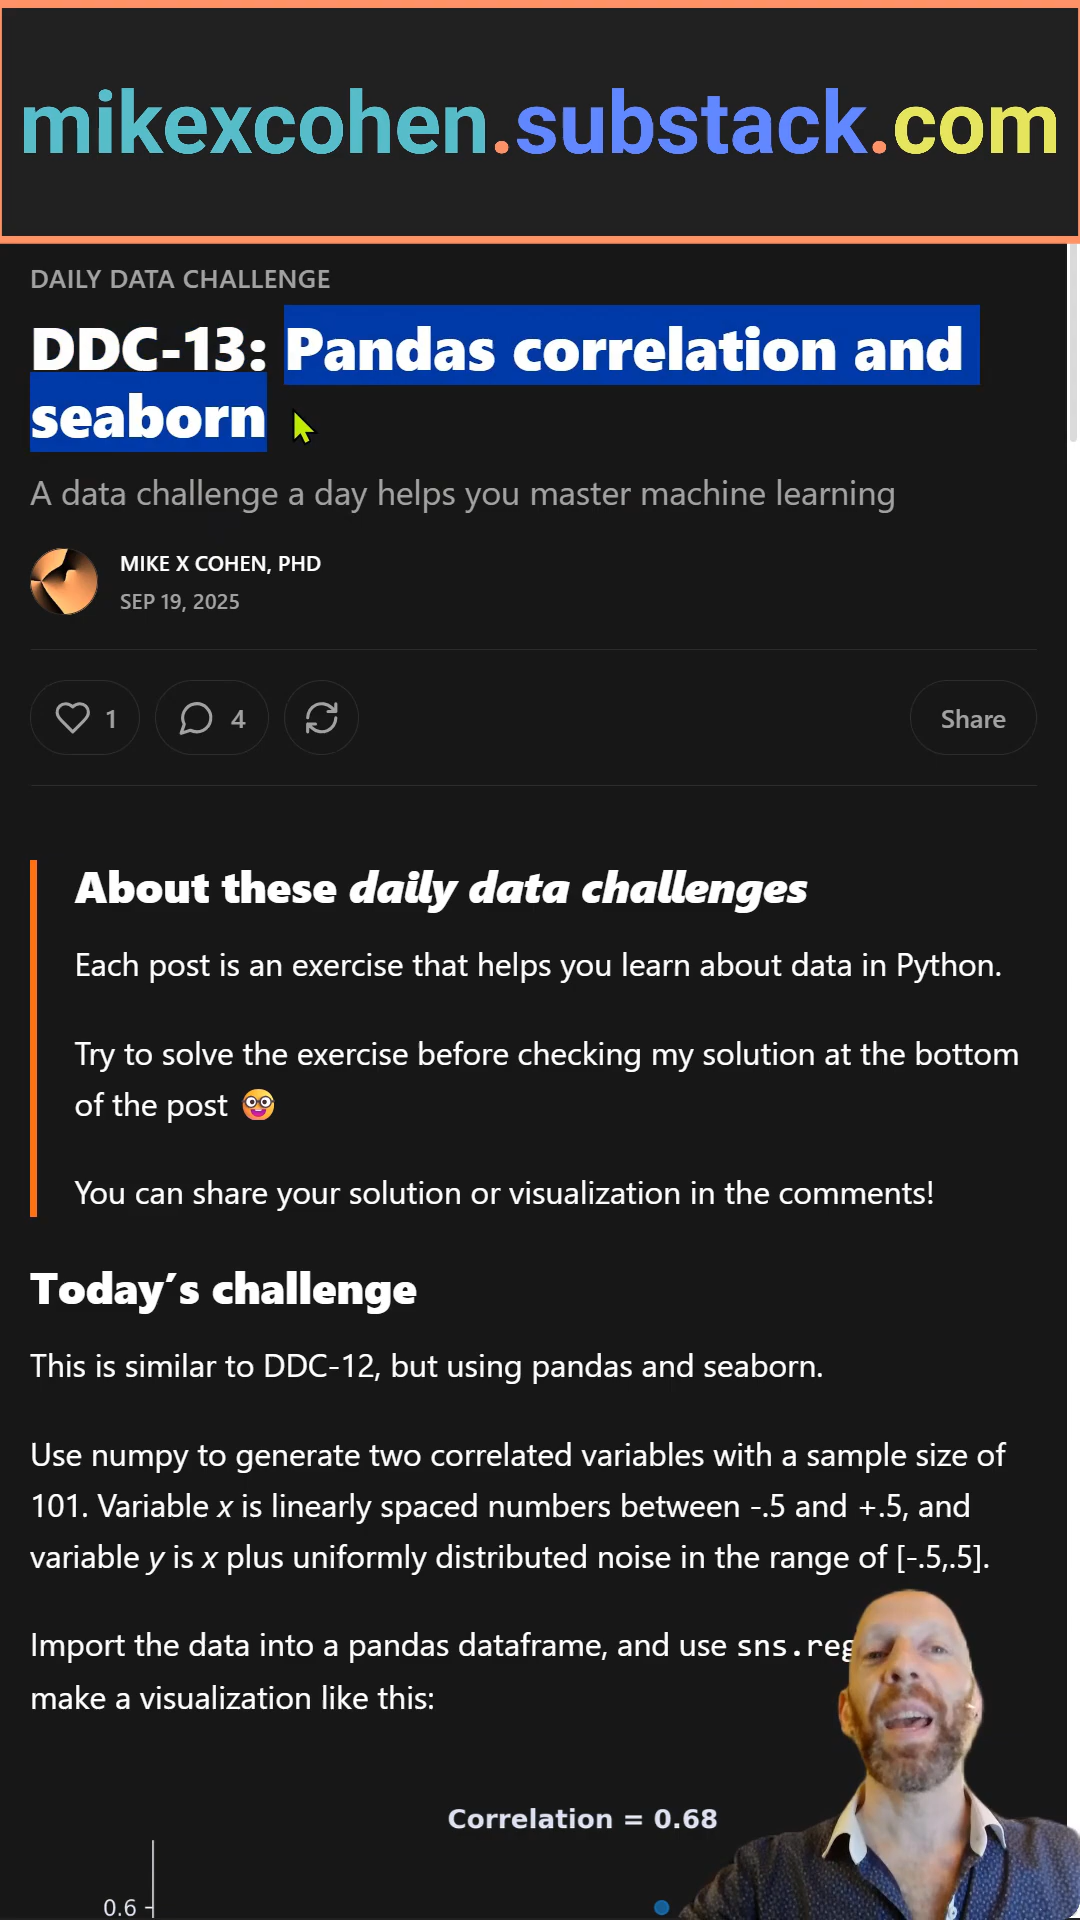 mikexcohen.substack.com
DAILY DATA CHALLENGE
DDC-13: Pandas correlation and
seaborn
A data challenge a day helps you master machine learning
MIKE X COHEN, PHD
SEP 19, 2025
1
4
Share
About these daily data challenges
Each post is an exercise that helps you learn about data in Python.
Try to solve the exercise before checking my solution at the bottom
of the post 🤓
You can share your solution or visualization in the comments!
Today's challenge
This is similar to DDC-12, but using pandas and seaborn.
Use numpy to generate two correlated variables with a sample size of
101. Variable x is linearly spaced numbers between -.5 and +.5, and
variable y is x plus uniformly distributed noise in the range of [-.5,.5].
Import the data into a pandas dataframe, and use
make a visualization like this:
Correlation = 0.68
0.6